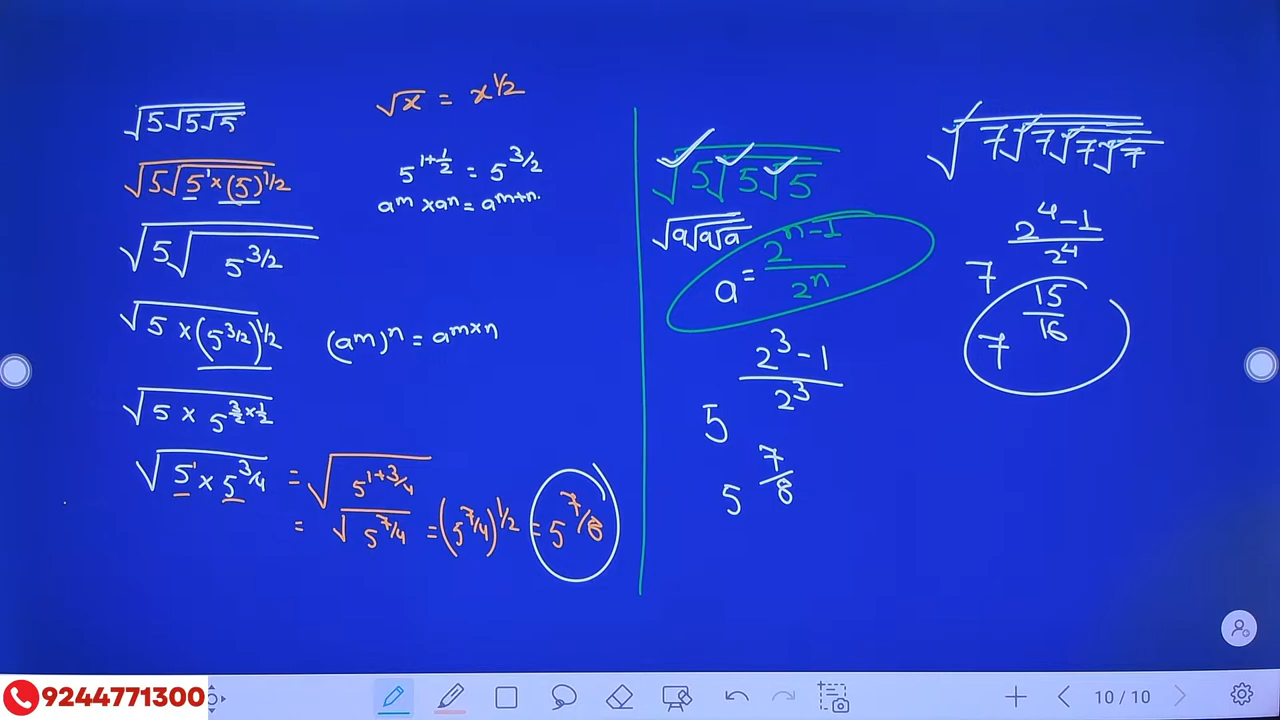 √(5√(5√5))
√(5√(5¹×(5)^1/2))
√(5√(5^3/2))
√(5×(5^3/2)^1/2)
√(5×5^(3/2×1/2))
√(5¹×5^3/4) = √(5^(1+3/4))
= √(5^7/4) = (5^7/4)^1/2 = 5^7/8
√x = x^1/2
5^(1+1/2) = 5^3/2
a^m × a^n = a^m+n.
(a^m)^n = a^m×n
√(5√(5√5))
√(a√(a√a))
a = (2^n-1)/(2^n)
5^((2^3-1)/(2^3))
5^(7/8)
√(7√(7√(7√7)))
7^((2^4-1)/(2^4))
7^(15/16)
9244771300
10/10